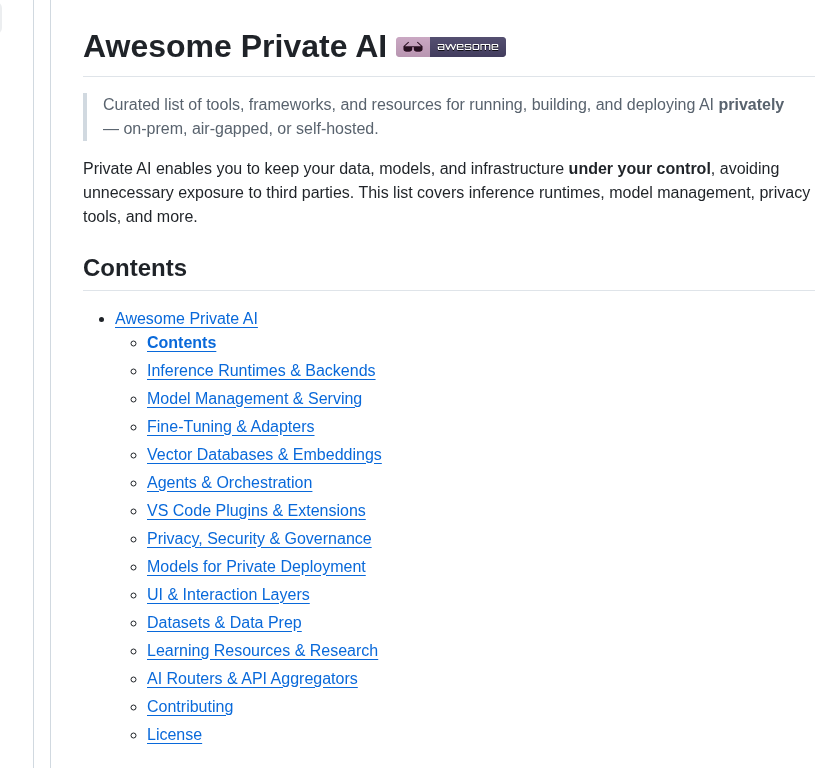 Awesome Private AI awesome
Curated list of tools, frameworks, and resources for running, building, and deploying AI privately
— on-prem, air-gapped, or self-hosted.
Private AI enables you to keep your data, models, and infrastructure under your control, avoiding
unnecessary exposure to third parties. This list covers inference runtimes, model management, privacy
tools, and more.
Contents
Awesome Private AI
Contents
Inference Runtimes & Backends
Model Management & Serving
Fine-Tuning & Adapters
Vector Databases & Embeddings
Agents & Orchestration
VS Code Plugins & Extensions
Privacy, Security & Governance
Models for Private Deployment
UI & Interaction Layers
Datasets & Data Prep
Learning Resources & Research
AI Routers & API Aggregators
Contributing
License